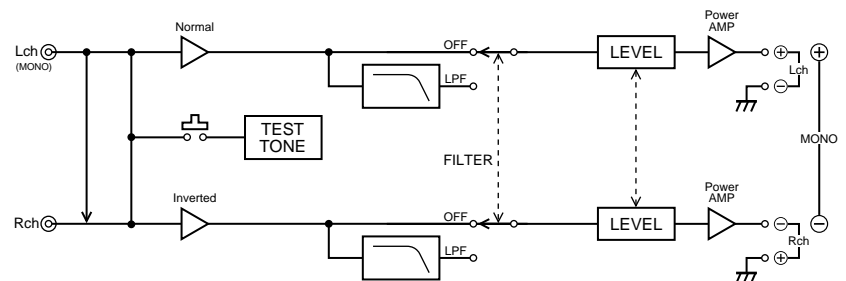 Normal
Power
AMP
Lch
(MONO)
OFF
LPF
LEVEL
+
−
Lch
+
TEST
TONE
FILTER
MONO
Inverted
Power
AMP
Rch
OFF
LPF
LEVEL
−
+
Rch
−